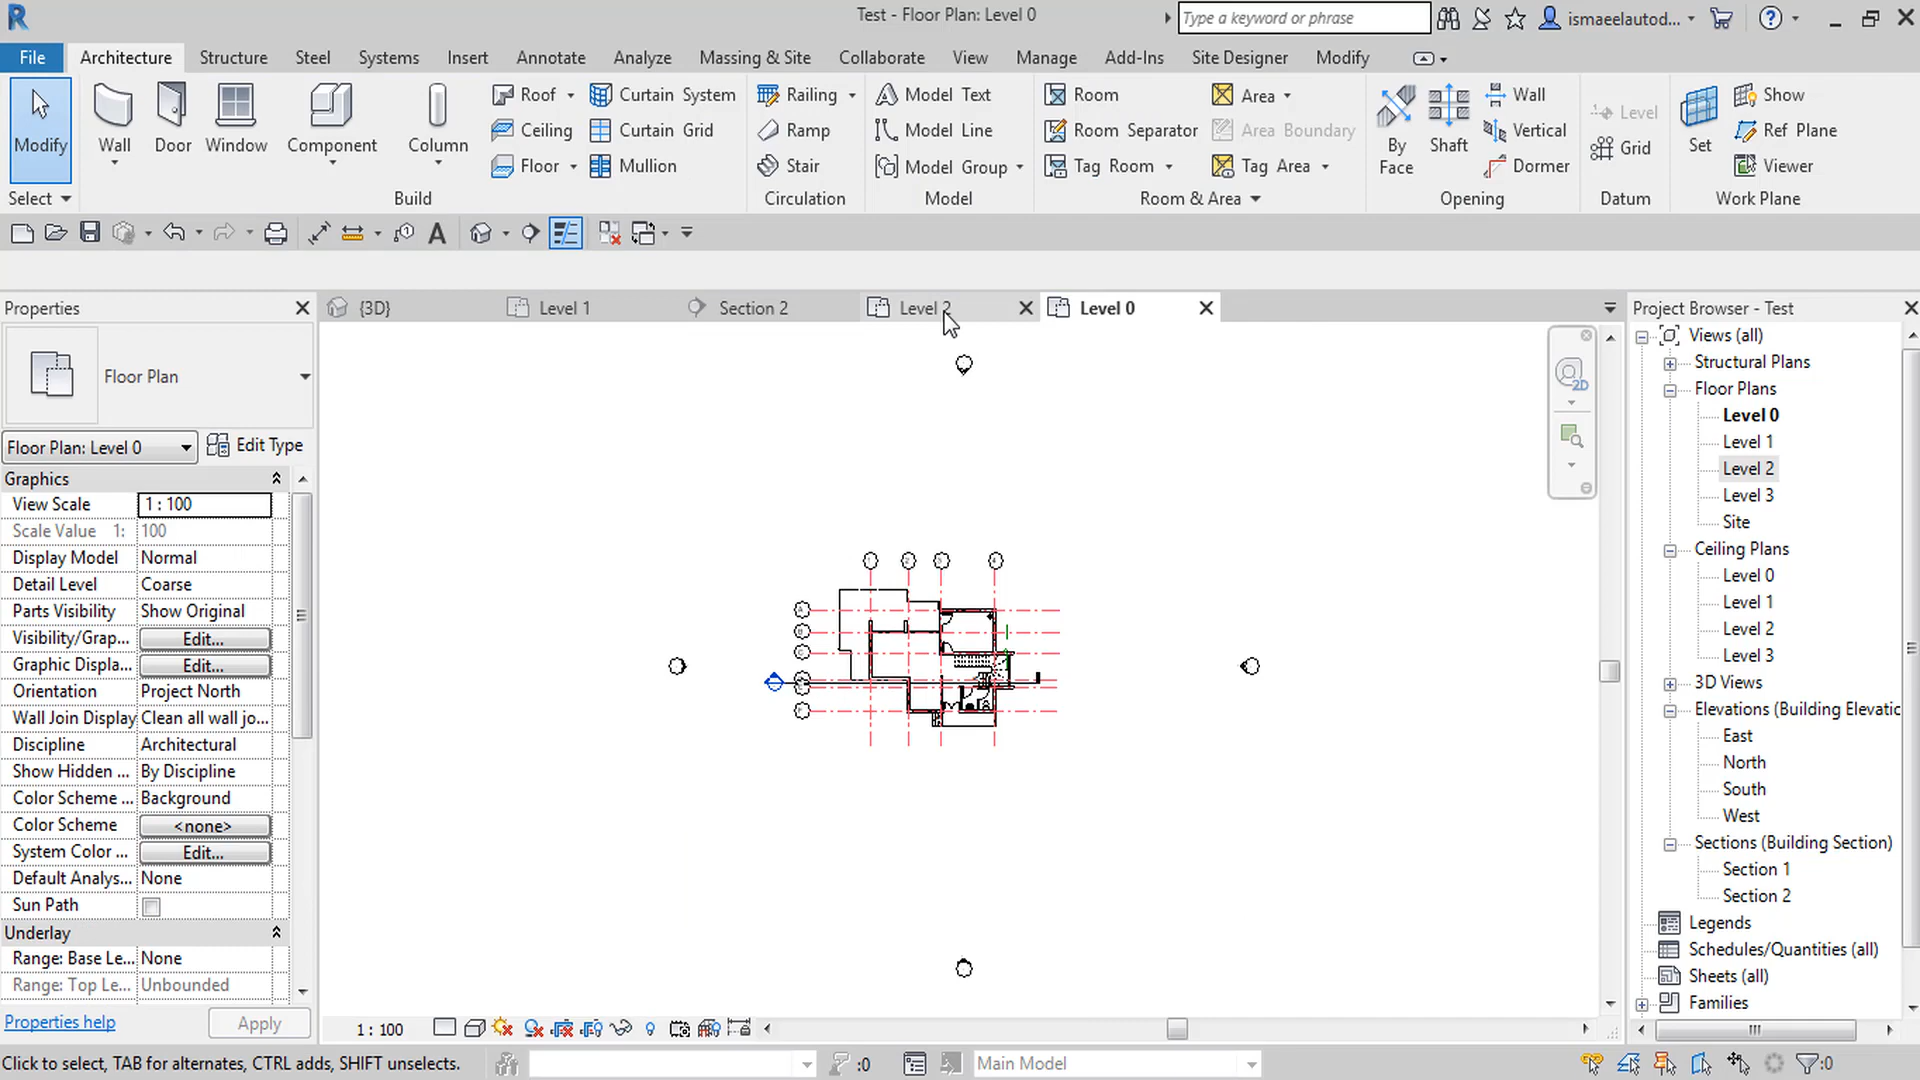 Test - Floor Plan: Level 0
Type a keyword or phrase
ismaeelautod...
File
Architecture
Structure
Steel
Systems
Insert
Annotate
Analyze
Massing & Site
Collaborate
View
Manage
Add-Ins
Site Designer
Modify
Modify
Wall
Door
Window
Component
Column
Roof
Ceiling
Floor
Curtain System
Curtain Grid
Mullion
Railing
Ramp
Stair
Model Text
Model Line
Model Group
Room
Room Separator
Tag Room
Area
Area Boundary
Tag Area
By
Face
Shaft
Wall
Vertical
Dormer
Level
Grid
Set
Show
Ref Plane
Viewer
Select
Build
Circulation
Model
Room & Area
Opening
Datum
Work Plane
Properties
{3D}
Level 1
Section 2
Level 2
Level 0
Project Browser - Test
Floor Plan
Floor Plan: Level 0
Edit Type
Graphics
View Scale 1 : 100
Scale Value 1: 100
Display Model Normal
Detail Level Coarse
Parts Visibility Show Original
Visibility/Grap... Edit...
Graphic Displa... Edit...
Orientation Project North
Wall Join Display Clean all wall jo...
Discipline Architectural
Show Hidden ... By Discipline
Color Scheme ... Background
Color Scheme <none>
System Color ... Edit...
Default Analys... None
Sun Path
Underlay
Range: Base Le... None
Range: Top Le... Unbounded
Properties help
Apply
2D
Views (all)
Structural Plans
Floor Plans
Level 0
Level 1
Level 2
Level 3
Site
Ceiling Plans
Level 0
Level 1
Level 2
Level 3
3D Views
Elevations (Building Elevatic
East
North
South
West
Sections (Building Section)
Section 1
Section 2
Legends
Schedules/Quantities (all)
Sheets (all)
Families
1 : 100
Click to select, TAB for alternates, CTRL adds, SHIFT unselects.
:0
Main Model
:0